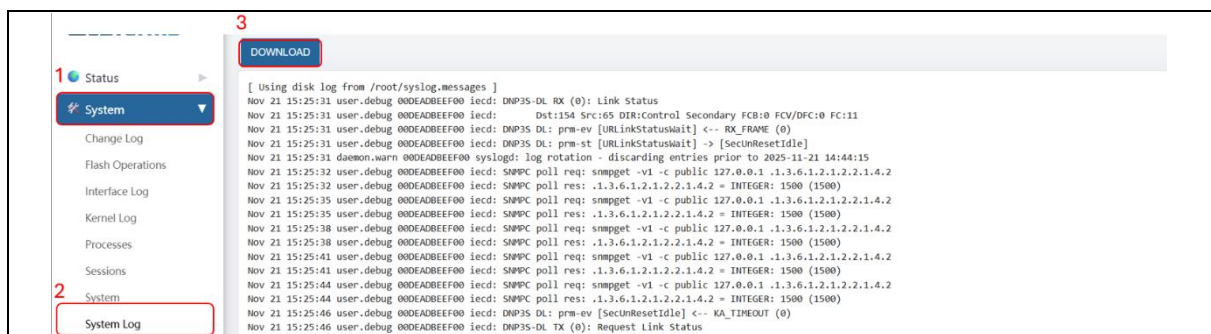 3
DOWNLOAD
1 Status
System
Change Log
Flash Operations
Interface Log
Kernel Log
Processes
Sessions
2 System
System Log
[ Using disk log from /root/syslog.messages ]
Nov 21 15:25:31 user.debug 00DEADBEEF00 iecd: DNP3S-DL RX (0): Link Status
Nov 21 15:25:31 user.debug 00DEADBEEF00 iecd: Dst:154 Src:65 DIR:Control Secondary FCB:0 FCV/DFC:0 FC:11
Nov 21 15:25:31 user.debug 00DEADBEEF00 iecd: DNP3S DL: prm-ev [URLinkStatusWait] <-- RX_FRAME (0)
Nov 21 15:25:31 user.debug 00DEADBEEF00 iecd: DNP3S DL: prm-st [URLinkStatusWait] -> [SecUnResetIdle]
Nov 21 15:25:31 daemon.warn 00DEADBEEF00 syslogd: log rotation - discarding entries prior to 2025-11-21 14:44:15
Nov 21 15:25:32 user.debug 00DEADBEEF00 iecd: SNMPC poll req: snmpget -v1 -c public 127.0.0.1 .1.3.6.1.2.1.2.2.1.4.2
Nov 21 15:25:32 user.debug 00DEADBEEF00 iecd: SNMPC poll res: .1.3.6.1.2.1.2.2.1.4.2 = INTEGER: 1500 (1500)
Nov 21 15:25:35 user.debug 00DEADBEEF00 iecd: SNMPC poll req: snmpget -v1 -c public 127.0.0.1 .1.3.6.1.2.1.2.2.1.4.2
Nov 21 15:25:35 user.debug 00DEADBEEF00 iecd: SNMPC poll res: .1.3.6.1.2.1.2.2.1.4.2 = INTEGER: 1500 (1500)
Nov 21 15:25:38 user.debug 00DEADBEEF00 iecd: SNMPC poll req: snmpget -v1 -c public 127.0.0.1 .1.3.6.1.2.1.2.2.1.4.2
Nov 21 15:25:38 user.debug 00DEADBEEF00 iecd: SNMPC poll res: .1.3.6.1.2.1.2.2.1.4.2 = INTEGER: 1500 (1500)
Nov 21 15:25:41 user.debug 00DEADBEEF00 iecd: SNMPC poll req: snmpget -v1 -c public 127.0.0.1 .1.3.6.1.2.1.2.2.1.4.2
Nov 21 15:25:41 user.debug 00DEADBEEF00 iecd: SNMPC poll res: .1.3.6.1.2.1.2.2.1.4.2 = INTEGER: 1500 (1500)
Nov 21 15:25:44 user.debug 00DEADBEEF00 iecd: SNMPC poll req: snmpget -v1 -c public 127.0.0.1 .1.3.6.1.2.1.2.2.1.4.2
Nov 21 15:25:44 user.debug 00DEADBEEF00 iecd: SNMPC poll res: .1.3.6.1.2.1.2.2.1.4.2 = INTEGER: 1500 (1500)
Nov 21 15:25:46 user.debug 00DEADBEEF00 iecd: DNP3S DL: prm-ev [SecUnResetIdle] <-- KA_TIMEOUT (0)
Nov 21 15:25:46 user.debug 00DEADBEEF00 iecd: DNP3S-DL TX (0): Request Link Status